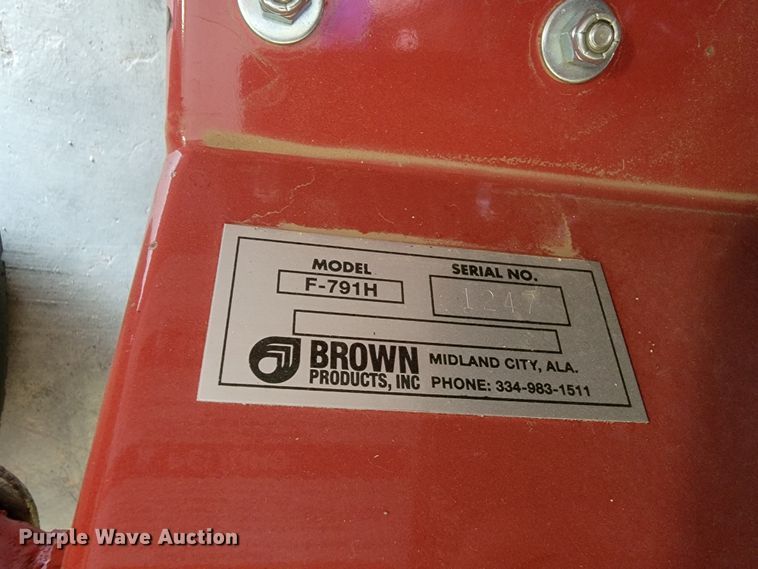 MODEL
F-791H
SERIAL NO.
1247
BROWN
PRODUCTS, INC
MIDLAND CITY, ALA.
PHONE: 334-983-1511
Purple Wave Auction